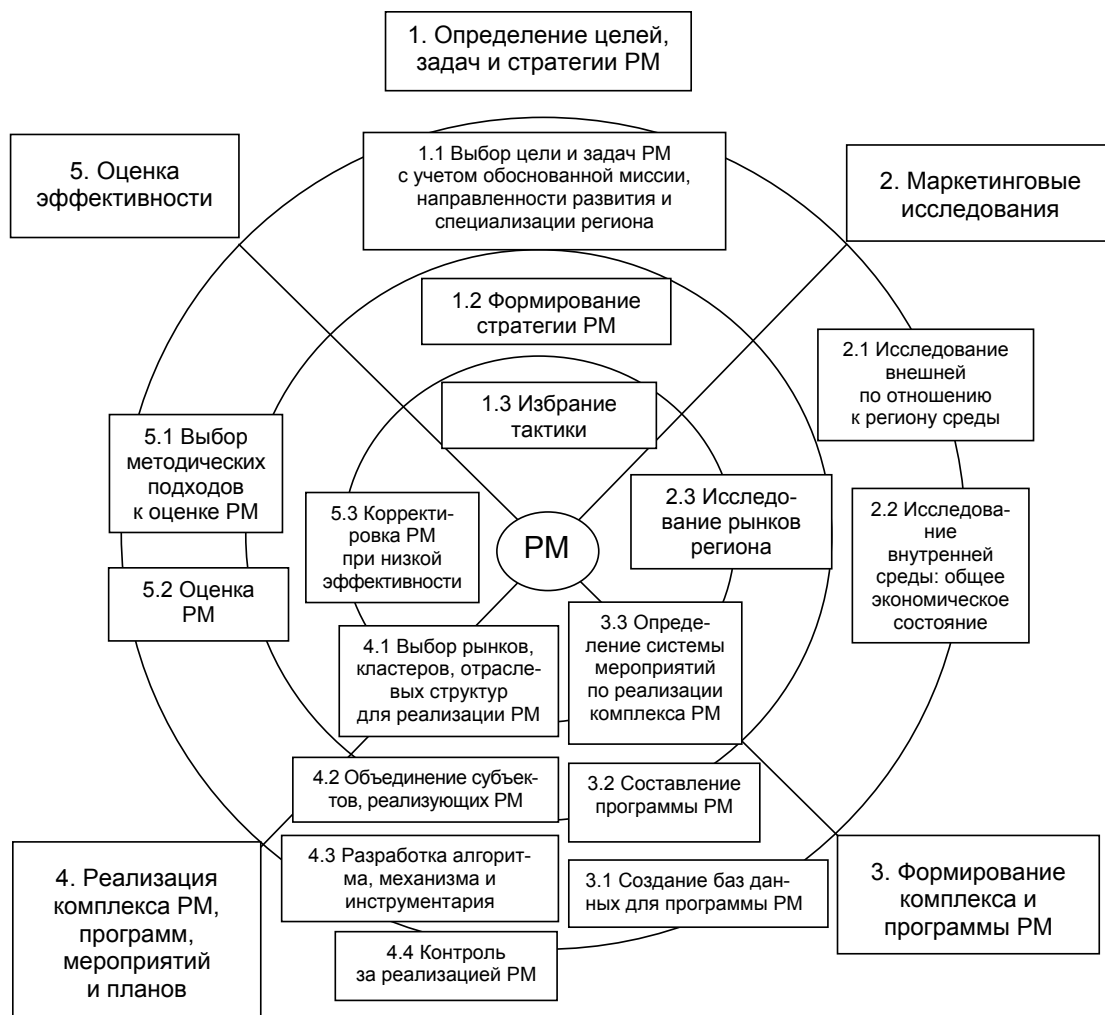 1. Определение целей,
задач и стратегии РМ
5. Оценка
эффективности
1.1 Выбор цели и задач РМ
с учетом обоснованной миссии,
направленности развития и
специализации региона
2. Маркетинговые
исследования
1.2 Формирование
стратегии РМ
2.1 Исследование
внешней
по отношению
к региону среды
1.3 Избрание
тактики
5.1 Выбор
методических
подходов
к оценке РМ
2.3 Исследо-
вание рынков
региона
2.2 Исследова-
ние
внутренней
среды: общее
экономическое
состояние
5.3 Корректи-
ровка РМ
при низкой
эффективности
РМ
5.2 Оценка
РМ
4.1 Выбор рынков,
кластеров, отрасле-
вых структур
для реализации РМ
3.3 Опреде-
ление системы
мероприятий
по реализации
комплекса РМ
4.2 Объединение субъек-
тов, реализующих РМ
3.2 Составление
программы РМ
4. Реализация
комплекса РМ,
программ,
мероприятий
и планов
4.3 Разработка алгорит-
ма, механизма и
инструментария
3.1 Создание баз дан-
ных для программы РМ
3. Формирование
комплекса и
программы РМ
4.4 Контроль
за реализацией РМ